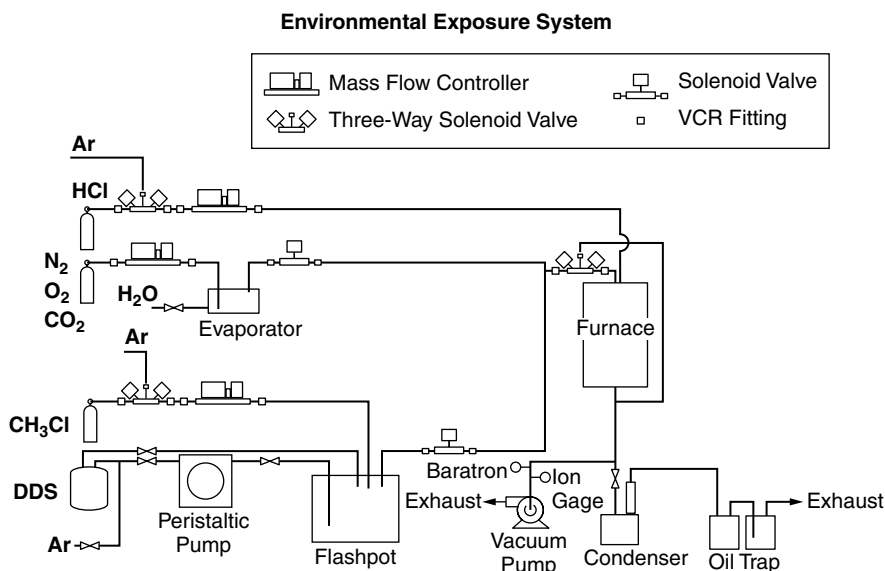 Environmental Exposure System
Mass Flow Controller
Solenoid Valve
Three-Way Solenoid Valve
VCR Fitting
Ar
HCl
N₂
O₂
CO₂
H₂O
Evaporator
Furnace
Ar
CH₃Cl
DDS
Ar
Peristaltic
Pump
Flashpot
Baratron
Ion
Gage
Exhaust
Vacuum
Pump
Condenser
Oil Trap
Exhaust